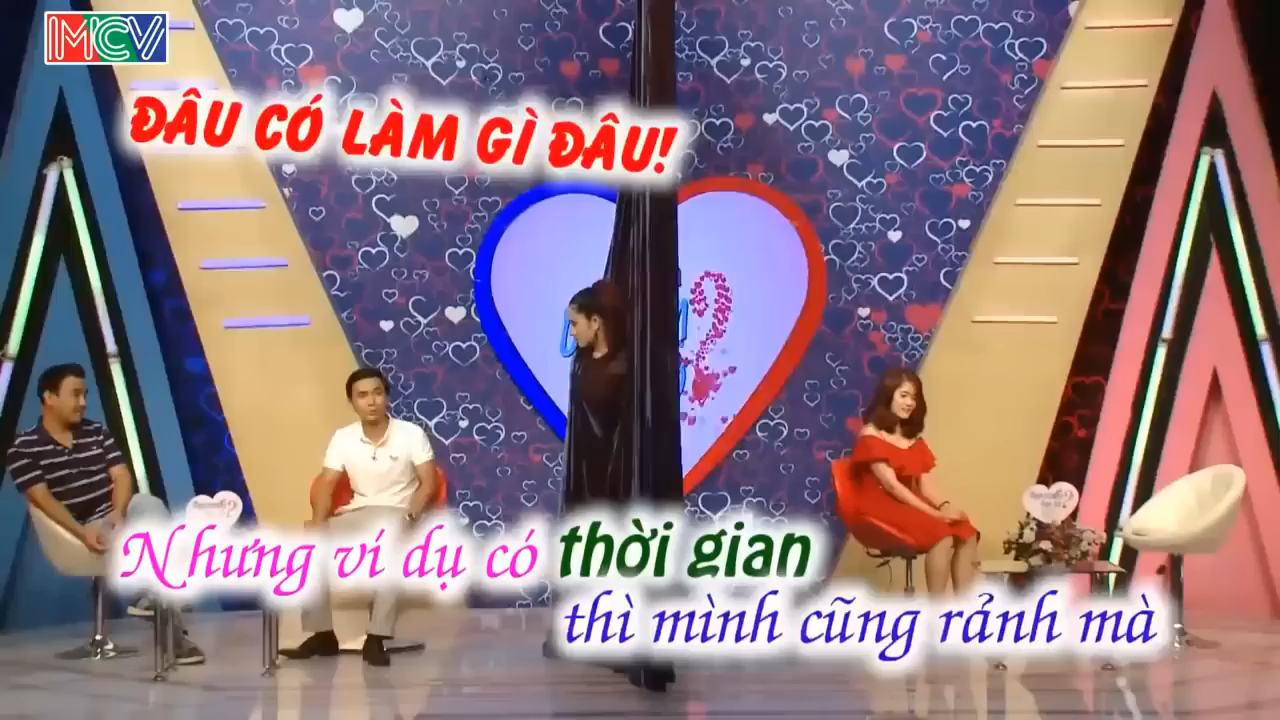 MCV
ĐÂU CÓ LÀM GÌ ĐÂU!
Nhưng ví dụ có thời gian
thì mình cũng rảnh mà